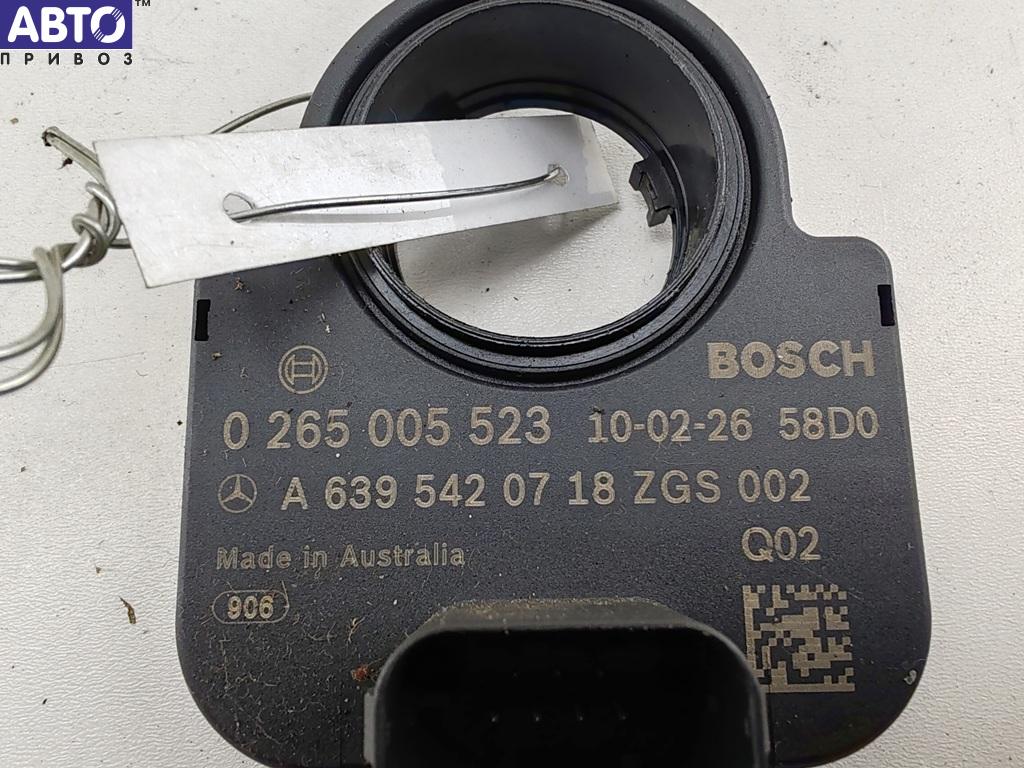 АВТО™
ПРИВОЗ
BOSCH
0 265 005 523 10-02-26 58D0
A 639 542 07 18 ZGS 002
Made in Australia Q02
906